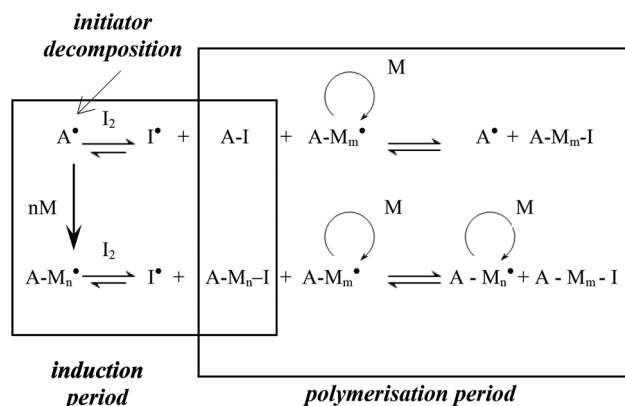 initiator
decomposition
M
I₂
A• ⇌ I• + A-I + A-Mₘ• ⇌ A• + A-Mₘ-I
nM
M M
I₂
A-Mₙ• ⇌ I• + A-Mₙ–I + A-Mₘ• ⇌ A - Mₙ• + A - Mₘ - I
induction
period
polymerisation period